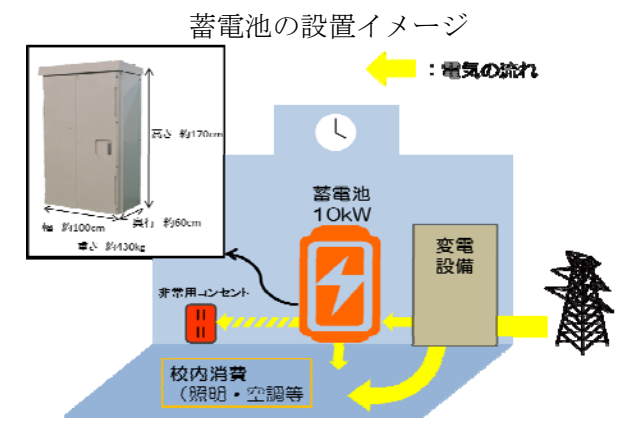 蓄電池の設置イメージ
：電気の流れ
高さ 約170cm
幅 約100cm
奥行 約60cm
重さ 約430kg
蓄電池
10kW
変電
設備
非常用コンセント
校内消費
（照明・空調等